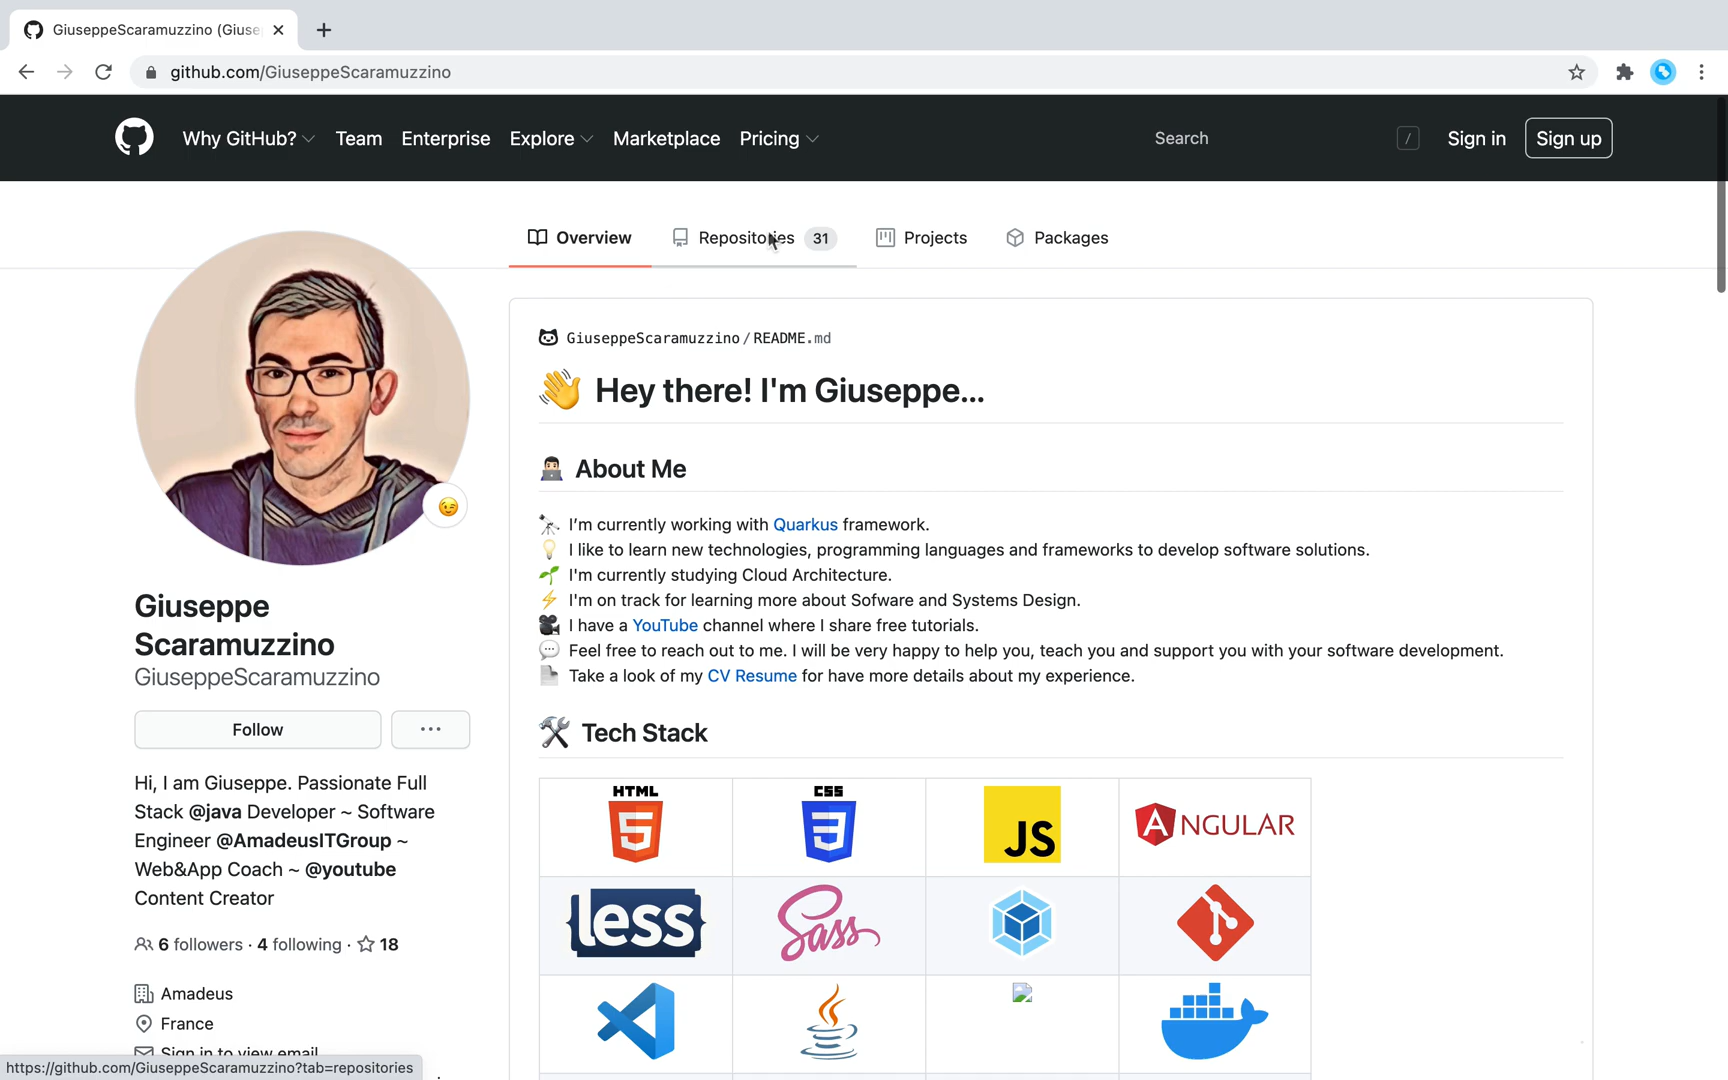 GiuseppeScaramuzzino (Giuse
github.com/GiuseppeScaramuzzino
Why GitHub? Team Enterprise Explore Marketplace Pricing Search / Sign in Sign up
Overview Repositories 31 Projects Packages
GiuseppeScaramuzzino/README.md
Hey there! I'm Giuseppe...
About Me
I'm currently working with Quarkus framework.
I like to learn new technologies, programming languages and frameworks to develop software solutions.
I'm currently studying Cloud Architecture.
I'm on track for learning more about Sofware and Systems Design.
I have a YouTube channel where I share free tutorials.
Feel free to reach out to me. I will be very happy to help you, teach you and support you with your software development.
Take a look of my CV Resume for have more details about my experience.
Tech Stack
HTML 5 CSS 3 JS ANGULAR
{less} Sass
Giuseppe
Scaramuzzino
GiuseppeScaramuzzino
Follow ...
Hi, I am Giuseppe. Passionate Full
Stack @java Developer ~ Software
Engineer @AmadeusITGroup ~
Web&App Coach ~ @youtube
Content Creator
6 followers · 4 following · 18
Amadeus
France
Sign in to view email
https://github.com/GiuseppeScaramuzzino?tab=repositories